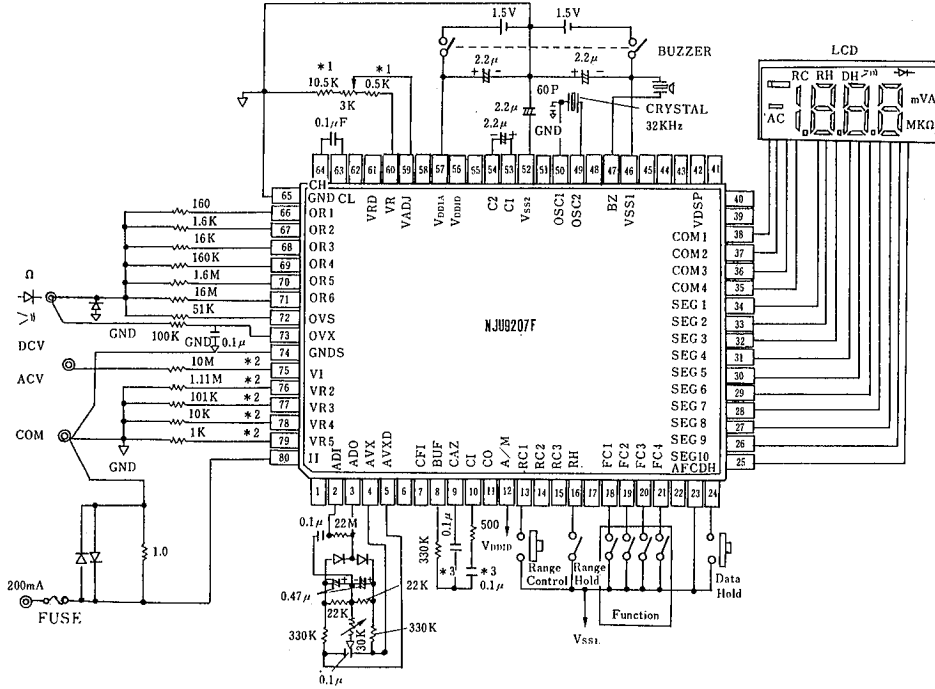 1.5V 1.5V
BUZZER
LCD
*1 *1
10.5K 0.5K
3K
2.2μ 2.2μ
+ - + -
60P
CRYSTAL
32KHz
2.2μ GND
0.1μF
2.2μ +
RC RH DH
AC
mVA
MKΩ
64 63 62 61 60 59 58 57 56 55 54 53 52 51 50 49 48 47 46 45 44 43 42 41
CH
CL VRD VR VADJ VDDIA VDDID C2 C1 VSS2 OSC1 OSC2 BZ VSS1 VDSP
65 GND
160 66 OR1
1.6K 67 OR2
16K 68 OR3
160K 69 OR4
1.6M 70 OR5
16M 71 OR6
51K 72 OVS
100K 73 OVX
74 GNDS
10M *2 75 VI
1.11M *2 76 VR2
101K *2 77 VR3
10K *2 78 VR4
1K *2 79 VR5
80 II
Ω
DCV
GND
GND 0.1μ
ACV
COM
GND
NJU9207F
40
39
COM1 38
COM2 37
COM3 36
COM4 35
SEG1 34
SEG2 33
SEG3 32
SEG4 31
SEG5 30
SEG6 29
SEG7 28
SEG8 27
SEG9 26
SEG10
AFCDH 25
ADI ADO AVX AVXD CFI BUF CAZ CI CO A/M RC1 RC2 RC3 RH FC1 FC2 FC3 FC4
1 2 3 4 5 6 7 8 9 10 11 12 13 14 15 16 17 18 19 20 21 22 23 24
1.0
200mA
FUSE
0.1μ 22M
0.47μ
22K
22K
330K 30K 330K
0.1μ
330K
0.1μ
*3
500
*3
0.1μ
VDDID
Range
Control
Range
Hold
Function
Data
Hold
VSS1